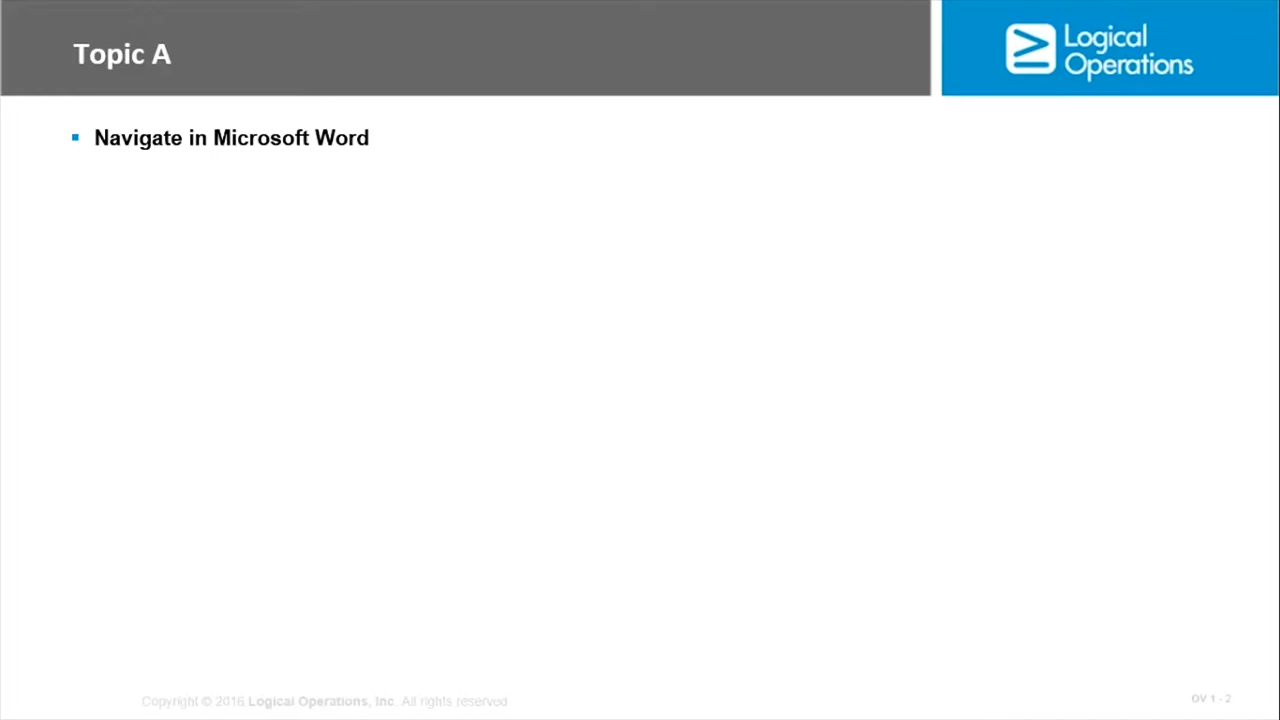 Topic A
Logical
Operations
Navigate in Microsoft Word
Copyright © 2016 Logical Operations, Inc. All rights reserved
OV 1 - 2